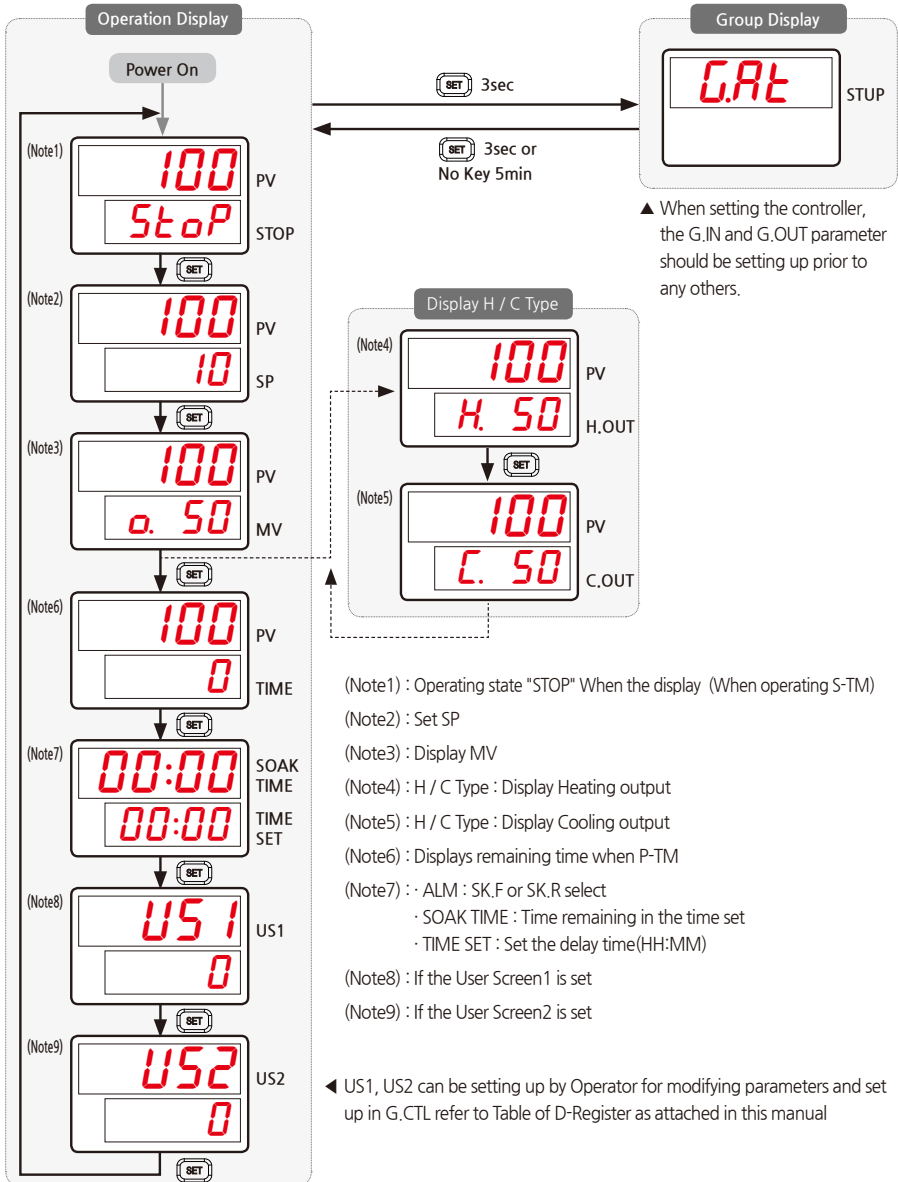 Operation Display
Group Display
Power On
SET 3sec
G.At
STUP
SET 3sec or
No Key 5min
(Note1)
100
PV
StoP
STOP
SET
▲ When setting the controller,
the G.IN and G.OUT parameter
should be setting up prior to
any others.
(Note2)
100
PV
10
SP
SET
Display H / C Type
(Note4)
100
PV
H. 50
H.OUT
SET
(Note3)
100
PV
o. 50
MV
SET
(Note5)
100
PV
C. 50
C.OUT
(Note6)
100
PV
0
TIME
SET
(Note7)
00:00
SOAK
TIME
00:00
TIME
SET
SET
(Note8)
US1
US1
0
SET
(Note9)
US2
US2
0
SET
(Note1) : Operating state "STOP" When the display (When operating S-TM)
(Note2) : Set SP
(Note3) : Display MV
(Note4) : H / C Type : Display Heating output
(Note5) : H / C Type : Display Cooling output
(Note6) : Displays remaining time when P-TM
(Note7) : · ALM : SK.F or SK.R select
· SOAK TIME : Time remaining in the time set
· TIME SET : Set the delay time(HH:MM)
(Note8) : If the User Screen1 is set
(Note9) : If the User Screen2 is set
◀ US1, US2 can be setting up by Operator for modifying parameters and set
up in G.CTL refer to Table of D-Register as attached in this manual